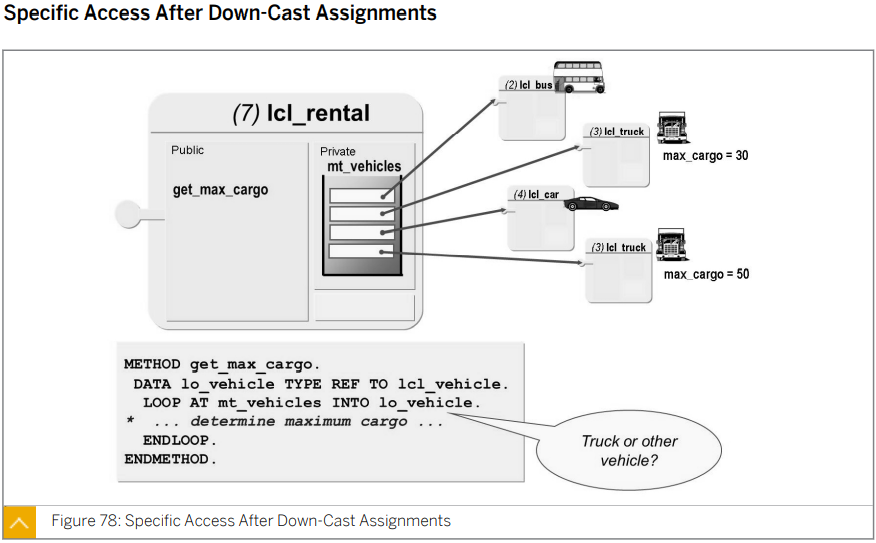 Specific Access After Down-Cast Assignments
(7) lcl_rental
Public
get_max_cargo
Private
mt_vehicles
(2) lcl_bus
(3) lcl_truck
max_cargo = 30
(4) lcl_car
(3) lcl_truck
max_cargo = 50
METHOD get_max_cargo.
DATA lo_vehicle TYPE REF TO lcl_vehicle.
LOOP AT mt_vehicles INTO lo_vehicle.
* ... determine maximum cargo ...
ENDLOOP.
ENDMETHOD.
Truck or other
vehicle?
Figure 78: Specific Access After Down-Cast Assignments